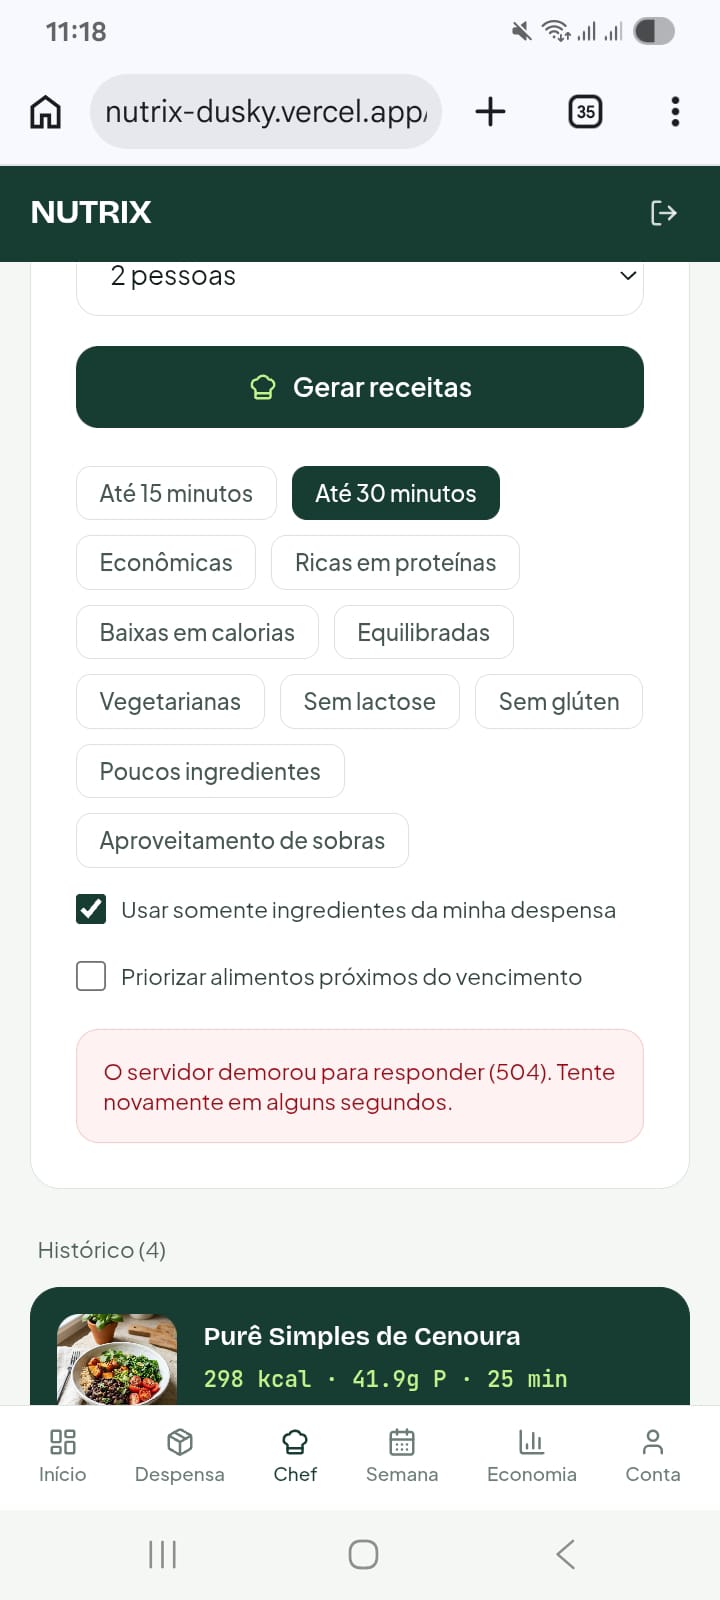 11:18
nutrix-dusky.vercel.app/
35
NUTRIX
2 pessoas
Gerar receitas
Até 15 minutos
Até 30 minutos
Econômicas
Ricas em proteínas
Baixas em calorias
Equilibradas
Vegetarianas
Sem lactose
Sem glúten
Poucos ingredientes
Aproveitamento de sobras
Usar somente ingredientes da minha despensa
Priorizar alimentos próximos do vencimento
O servidor demorou para responder (504). Tente
novamente em alguns segundos.
Histórico (4)
Purê Simples de Cenoura
298 kcal · 41.9g P · 25 min
Início
Despensa
Chef
Semana
Economia
Conta